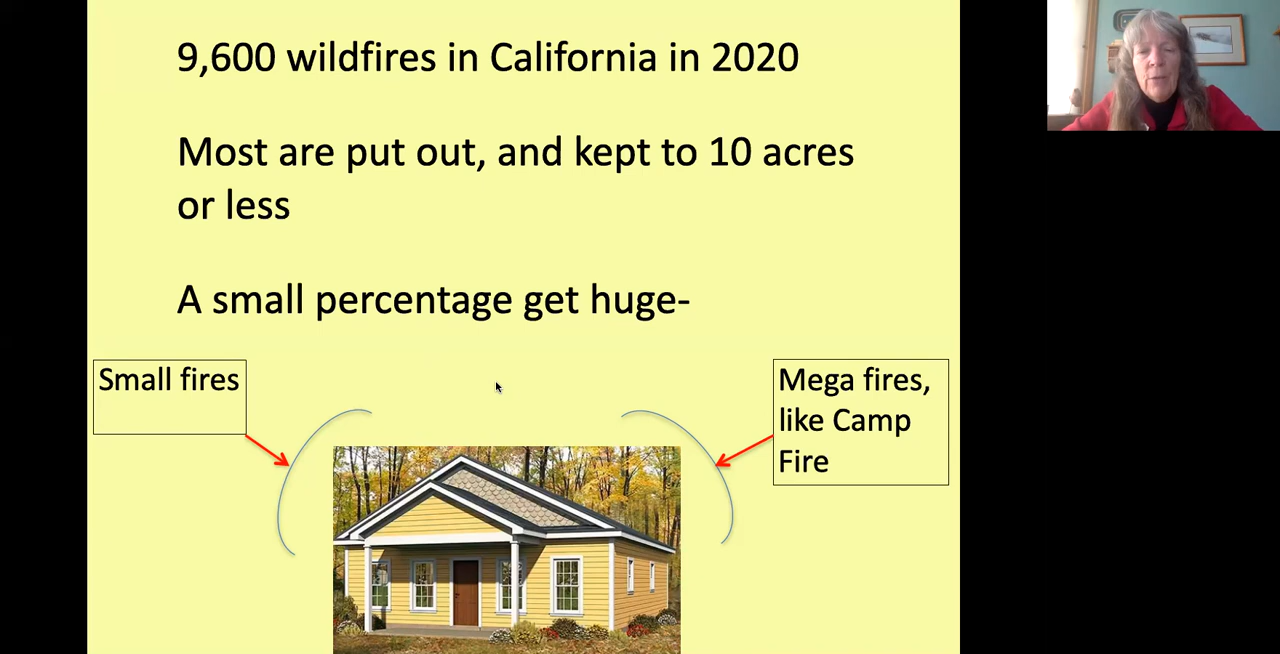 9,600 wildfires in California in 2020
Most are put out, and kept to 10 acres
or less
A small percentage get huge-
Small fires
Mega fires,
like Camp
Fire